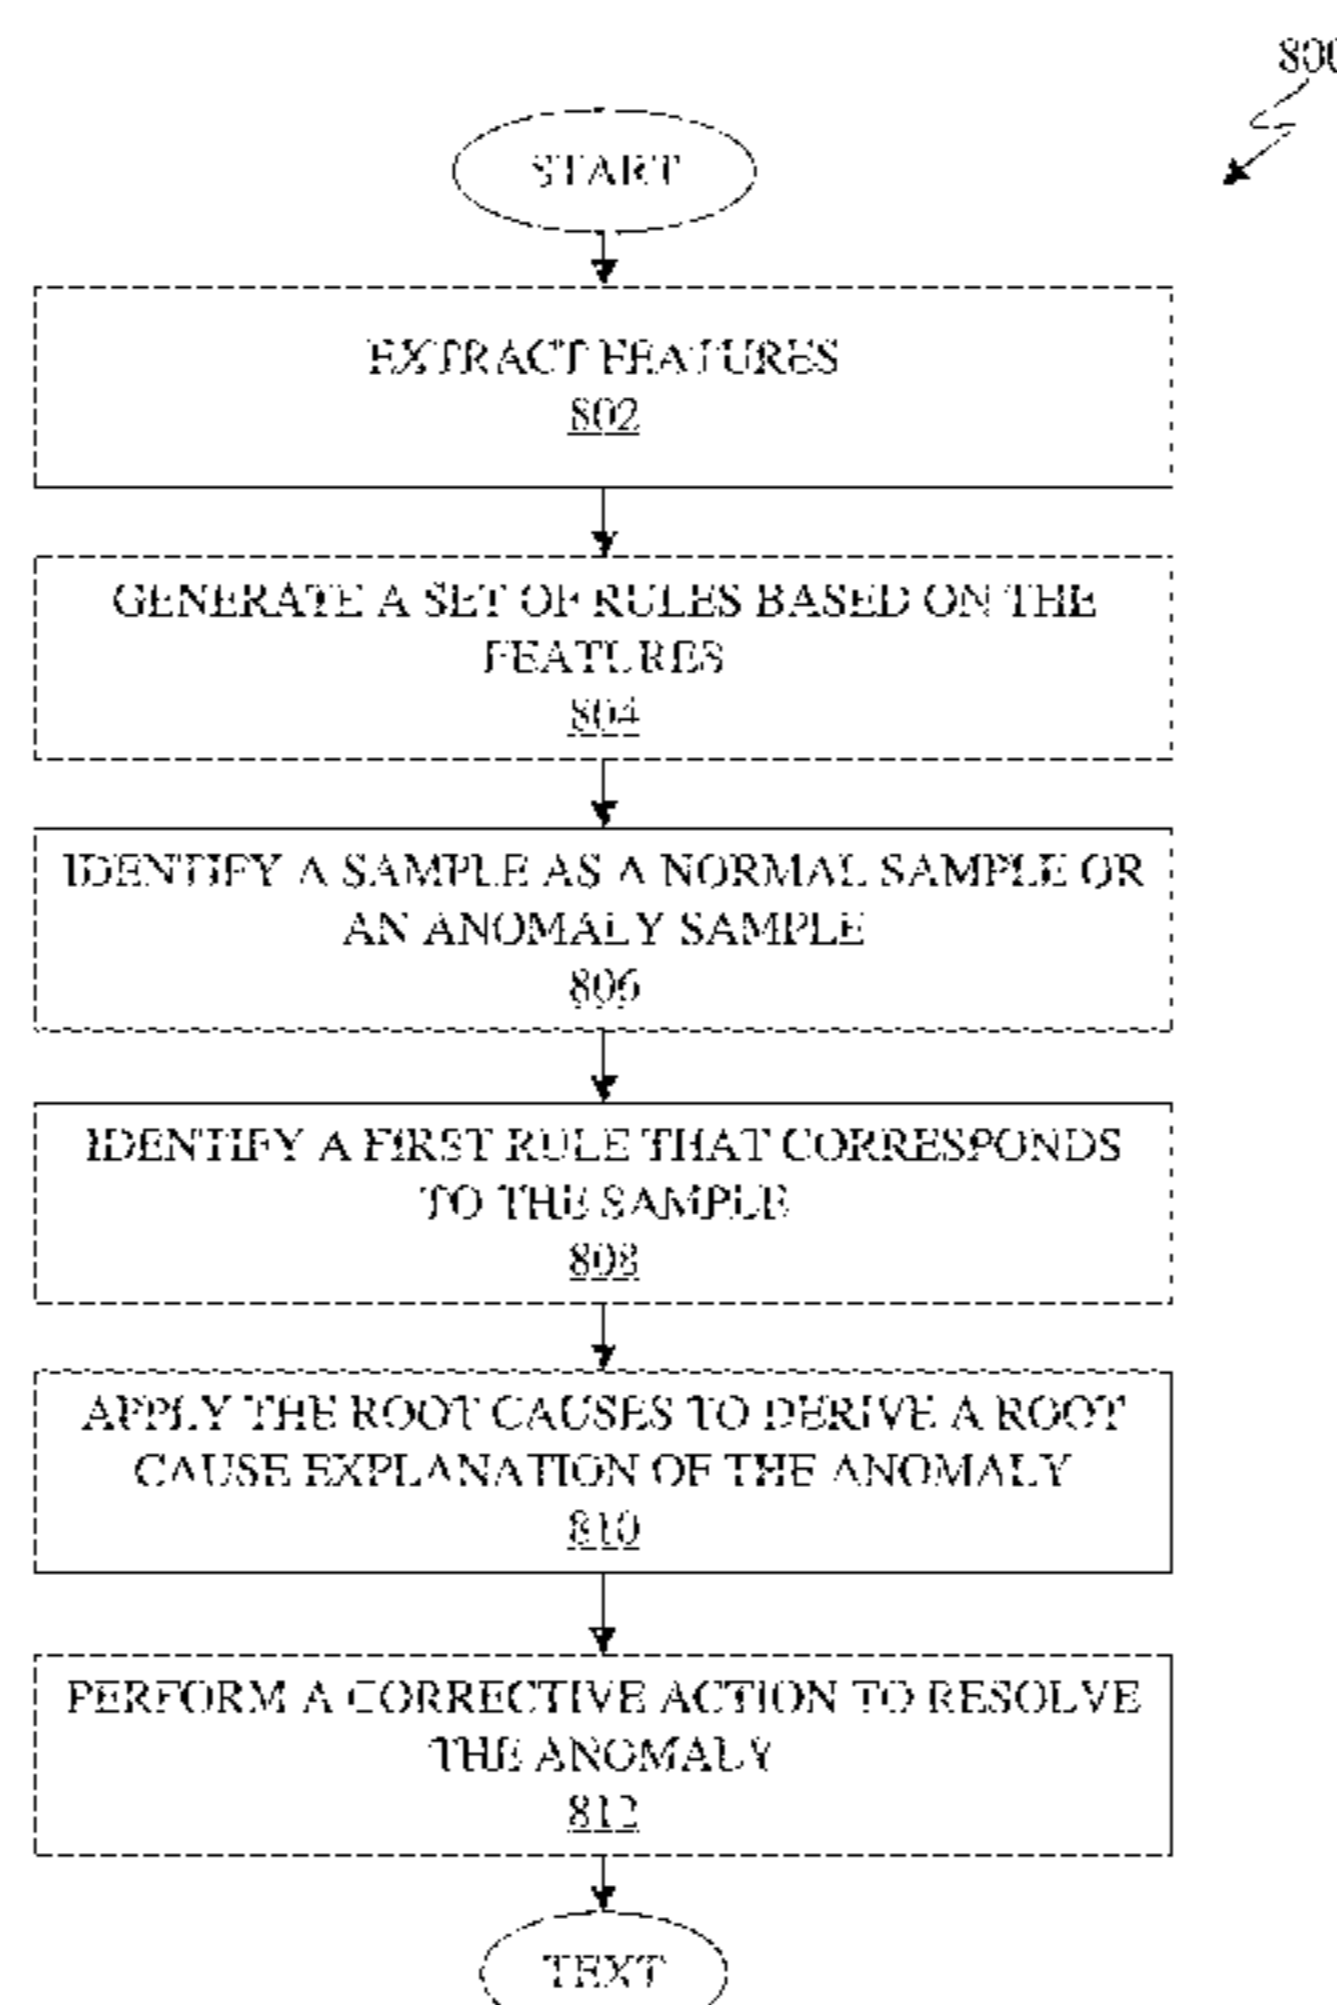 800
START
EXTRACT FEATURES
802
GENERATE A SET OF RULES BASED ON THE
FEATURES
804
IDENTIFY A SAMPLE AS A NORMAL SAMPLE OR
AN ANOMALY SAMPLE
806
IDENTIFY A FIRST RULE THAT CORRESPONDS
TO THE SAMPLE
808
APPLY THE ROOT CAUSES TO DERIVE A ROOT
CAUSE EXPLANATION OF THE ANOMALY
810
PERFORM A CORRECTIVE ACTION TO RESOLVE
THE ANOMALY
812
TEXT